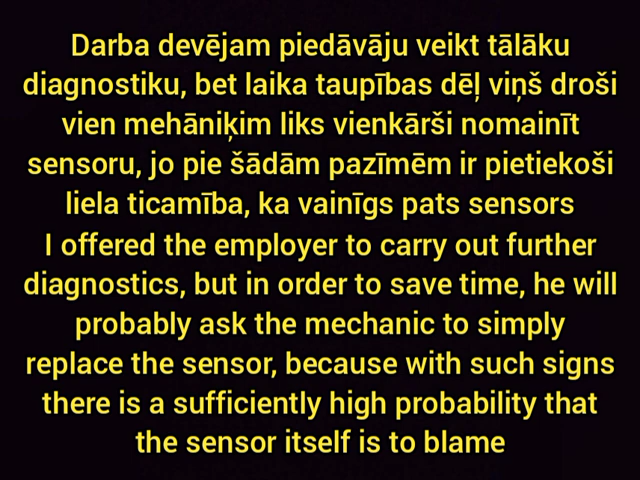 Darba devējam piedāvāju veikt tālāku
diagnostiku, bet laika taupības dēļ viņš droši
vien mehāniķim liks vienkārši nomainīt
sensoru, jo pie šādām pazīmēm ir pietiekoši
liela ticamība, ka vainīgs pats sensors
I offered the employer to carry out further
diagnostics, but in order to save time, he will
probably ask the mechanic to simply
replace the sensor, because with such signs
there is a sufficiently high probability that
the sensor itself is to blame